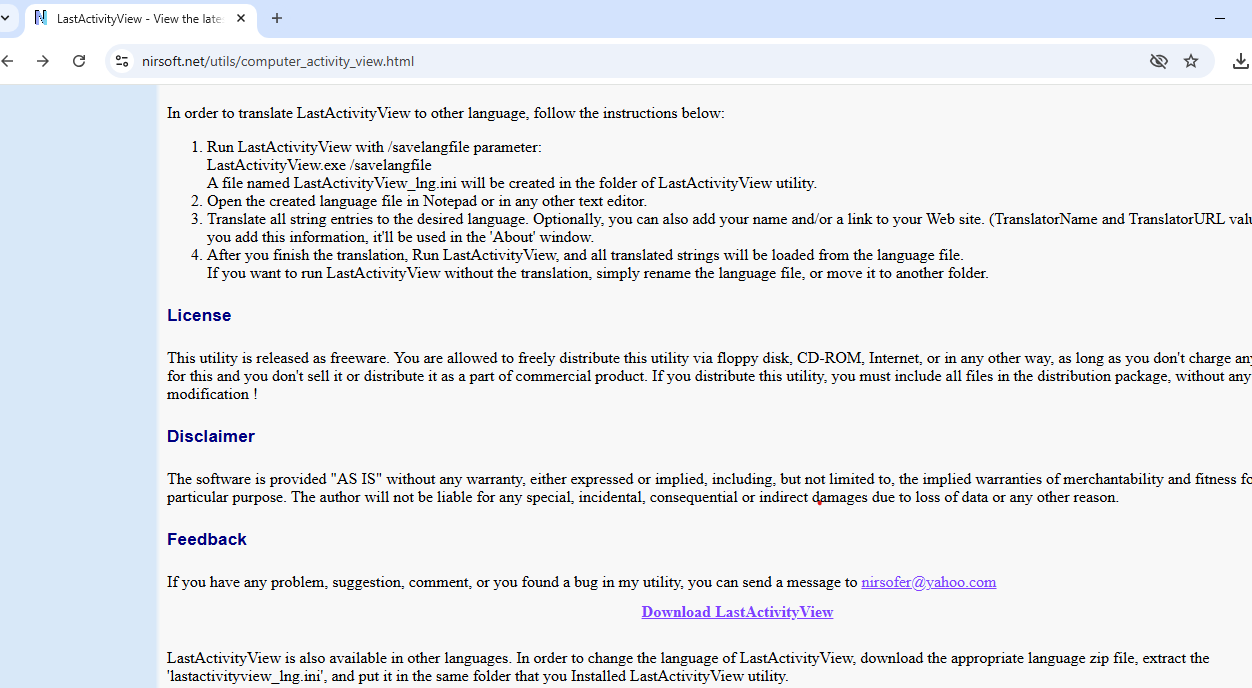 LastActivityView - View the late
nirsoft.net/utils/computer_activity_view.html
In order to translate LastActivityView to other language, follow the instructions below:
1. Run LastActivityView with /savelangfile parameter:
LastActivityView.exe /savelangfile
A file named LastActivityView_lng.ini will be created in the folder of LastActivityView utility.
2. Open the created language file in Notepad or in any other text editor.
3. Translate all string entries to the desired language. Optionally, you can also add your name and/or a link to your Web site. (TranslatorName and TranslatorURL valu
you add this information, it'll be used in the 'About' window.
4. After you finish the translation, Run LastActivityView, and all translated strings will be loaded from the language file.
If you want to run LastActivityView without the translation, simply rename the language file, or move it to another folder.
License
This utility is released as freeware. You are allowed to freely distribute this utility via floppy disk, CD-ROM, Internet, or in any other way, as long as you don't charge any
for this and you don't sell it or distribute it as a part of commercial product. If you distribute this utility, you must include all files in the distribution package, without any
modification !
Disclaimer
The software is provided "AS IS" without any warranty, either expressed or implied, including, but not limited to, the implied warranties of merchantability and fitness fo
particular purpose. The author will not be liable for any special, incidental, consequential or indirect damages due to loss of data or any other reason.
Feedback
If you have any problem, suggestion, comment, or you found a bug in my utility, you can send a message to nirsofer@yahoo.com
Download LastActivityView
LastActivityView is also available in other languages. In order to change the language of LastActivityView, download the appropriate language zip file, extract the
'lastactivityview_lng.ini', and put it in the same folder that you Installed LastActivityView utility.